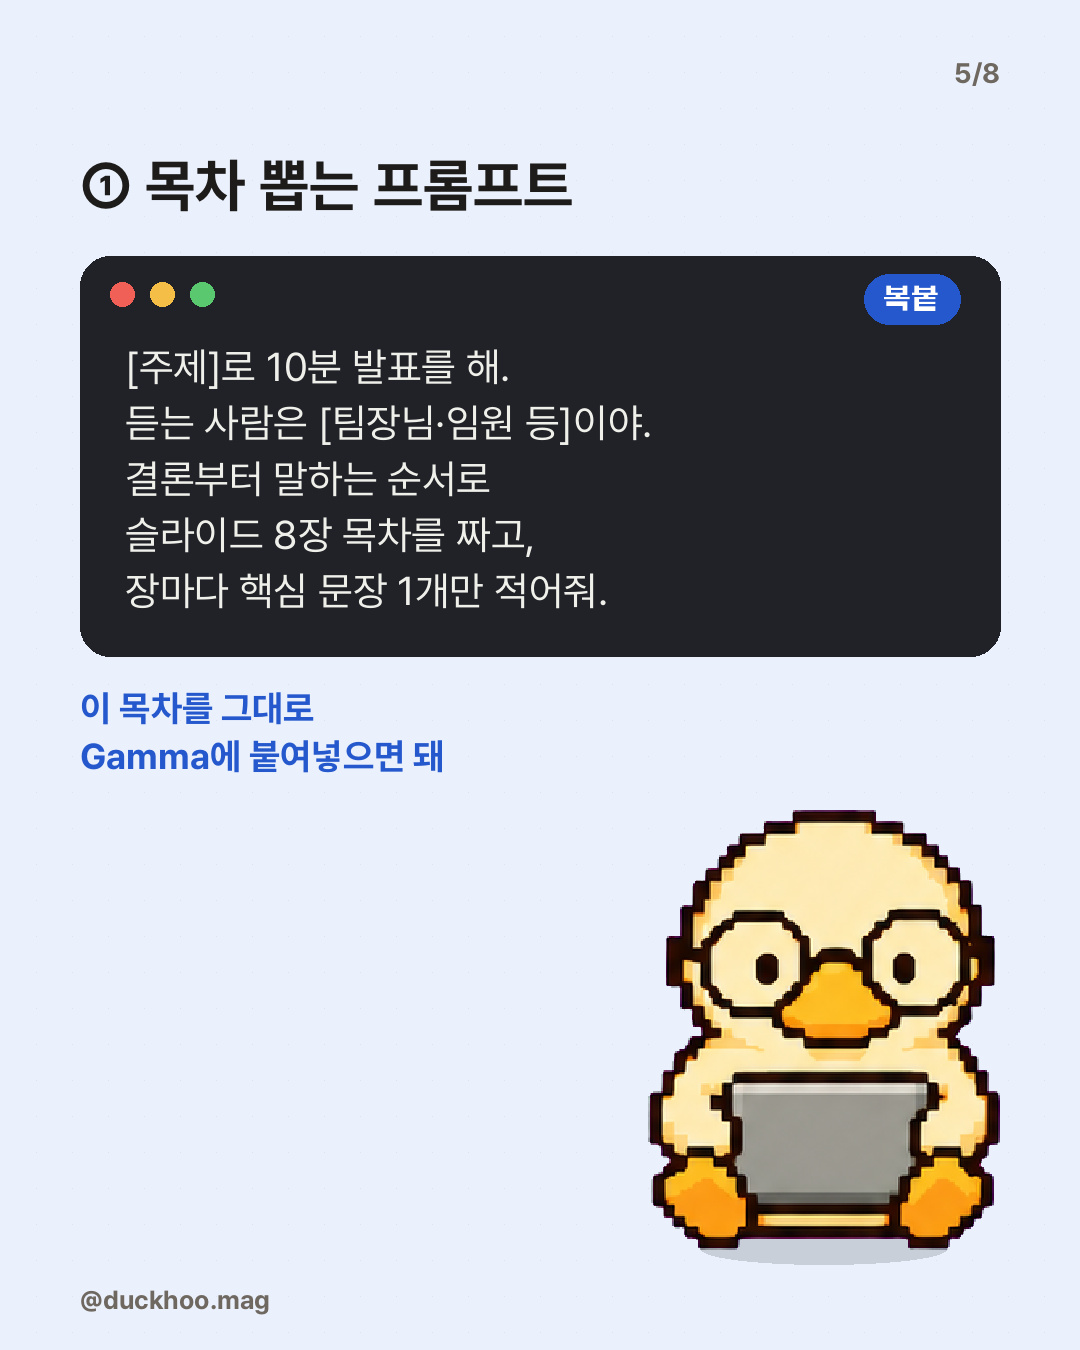 5/8
① 목차 뽑는 프롬프트
복붙
[주제]로 10분 발표를 해.
듣는 사람은 [팀장님·임원 등]이야.
결론부터 말하는 순서로
슬라이드 8장 목차를 짜고,
장마다 핵심 문장 1개만 적어줘.
이 목차를 그대로
Gamma에 붙여넣으면 돼
@duckhoo.mag